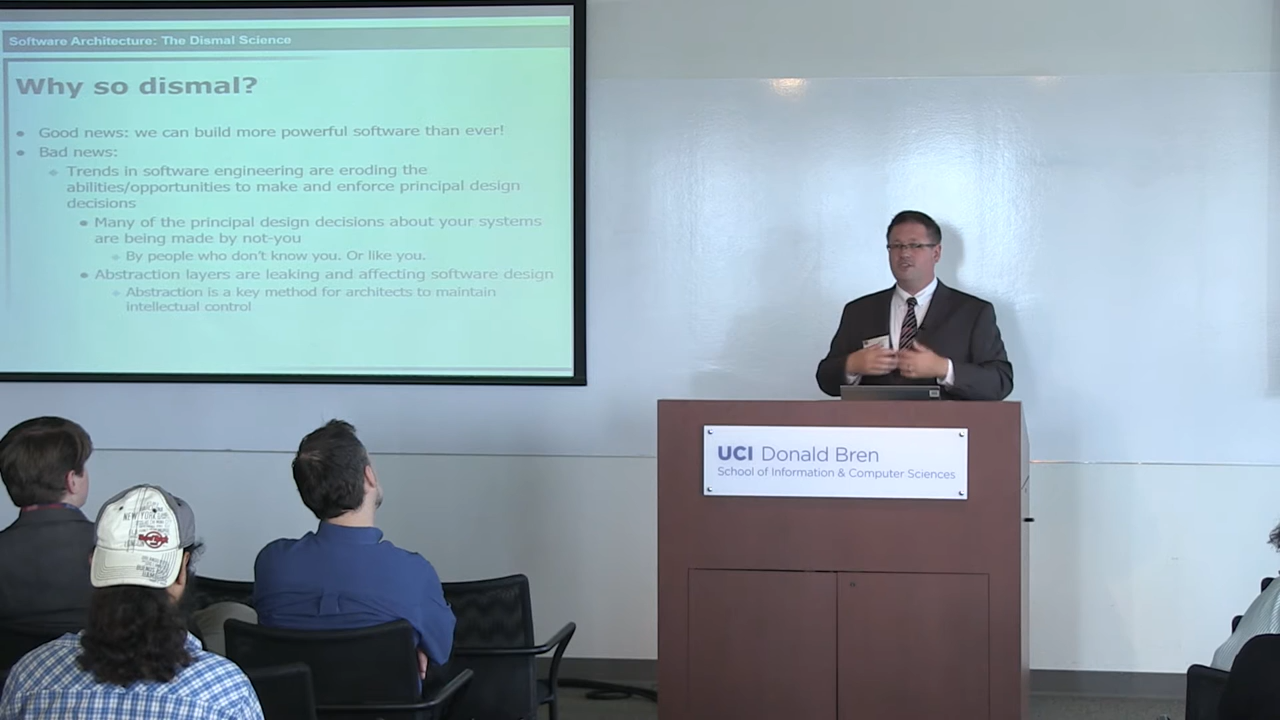 Software Architecture: The Dismal Science
Why so dismal?
Good news: we can build more powerful software than ever!
Bad news:
Trends in software engineering are eroding the
abilities/opportunities to make and enforce principal design
decisions
Many of the principal design decisions about your systems
are being made by not-you
By people who don't know you. Or like you.
Abstraction layers are leaking and affecting software design
Abstraction is a key method for architects to maintain
intellectual control
UCI Donald Bren
School of Information & Computer Sciences